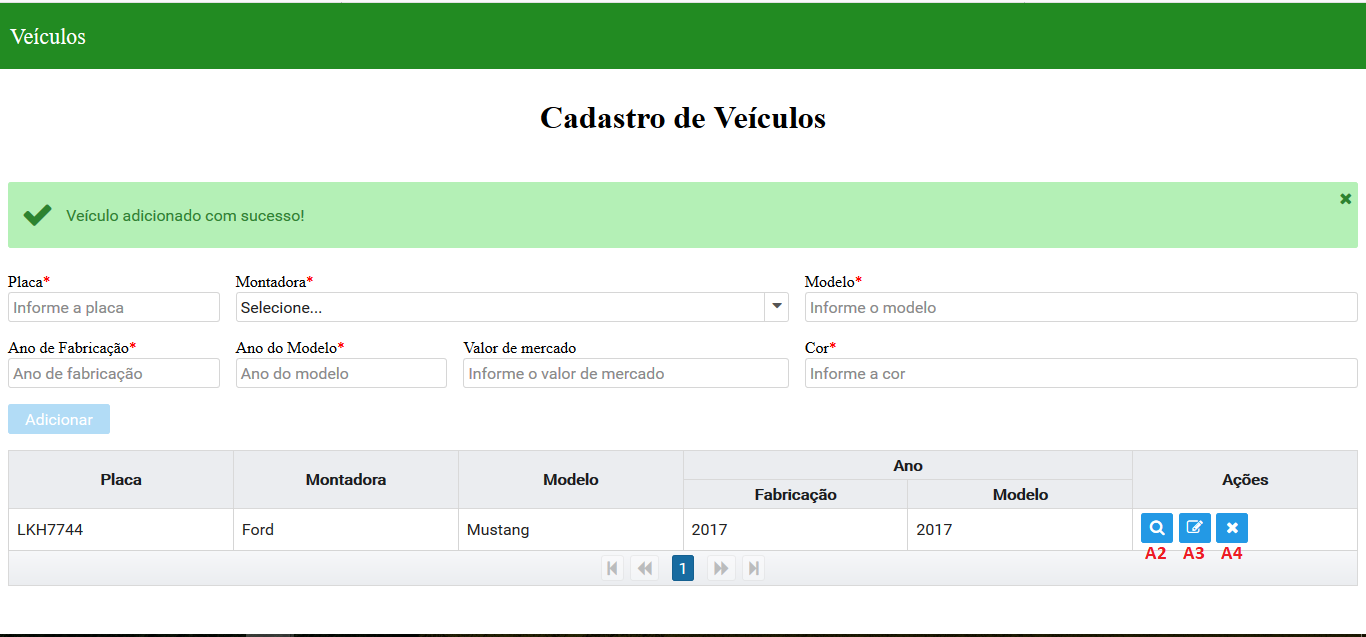 Veículos
Cadastro de Veículos
Veículo adicionado com sucesso!
Placa* Montadora* Modelo*
Informe a placa Selecione... Informe o modelo
Ano de Fabricação* Ano do Modelo* Valor de mercado Cor*
Ano de fabricação Ano do modelo Informe o valor de mercado Informe a cor
Adicionar
Placa Montadora Modelo Ano Ações
Fabricação Modelo
LKH7744 Ford Mustang 2017 2017
A2 A3 A4
1